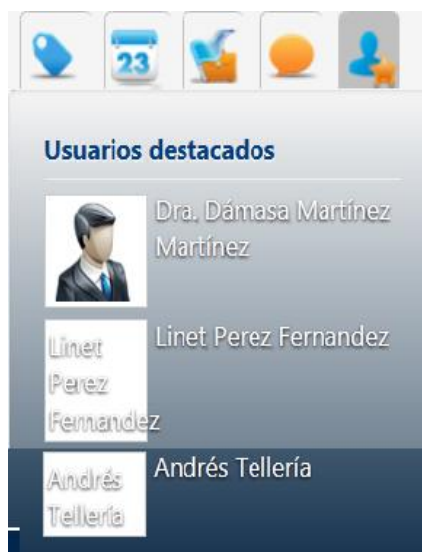 23
Usuarios destacados
Dra. Dámasa Martínez
Martínez
Linet
Perez
Fernandez
Linet Perez Fernandez
Andrés
Tellería
Andrés Tellería